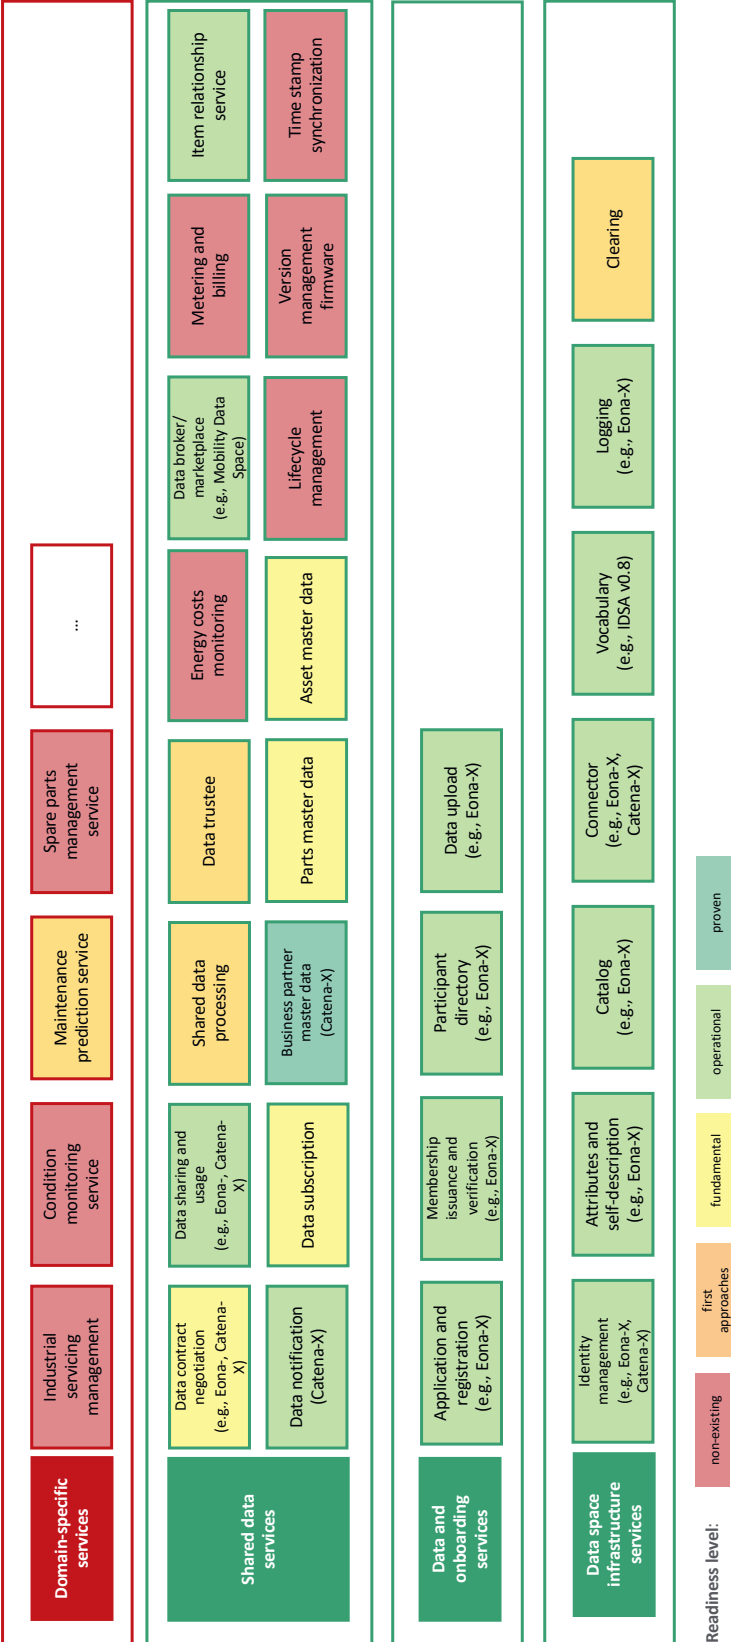 Domain-specific
services
Industrial
servicing
management
Condition
monitoring
service
Maintenance
prediction service
Spare parts
management
service
...
Shared data
services
Data contract
negotiation
(e.g., Eona-, Catena-
X)
Data sharing and
usage
(e.g., Eona-, Catena-
X)
Shared data
processing
Data trustee
Energy costs
monitoring
Data broker/
marketplace
(e.g., Mobility Data
Space)
Metering and
billing
Item relationship
service
Data notification
(Catena-X)
Data subscription
Business partner
master data
(Catena-X)
Parts master data
Asset master data
Lifecycle
management
Version
management
firmware
Time stamp
synchronization
Data and
onboarding
services
Application and
registration
(e.g., Eona-X)
Membership
issuance and
verification
(e.g., Eona-X)
Participant
directory
(e.g., Eona-X)
Data upload
(e.g., Eona-X)
Data space
infrastructure
services
Identity
management
(e.g., Eona-X,
Catena-X)
Attributes and
self-description
(e.g., Eona-X)
Catalog
(e.g., Eona-X)
Connector
(e.g., Eona-X,
Catena-X)
Vocabulary
(e.g., IDSA v0.8)
Logging
(e.g., Eona-X)
Clearing
Readiness level:
non-existing
first
approaches
fundamental
operational
proven